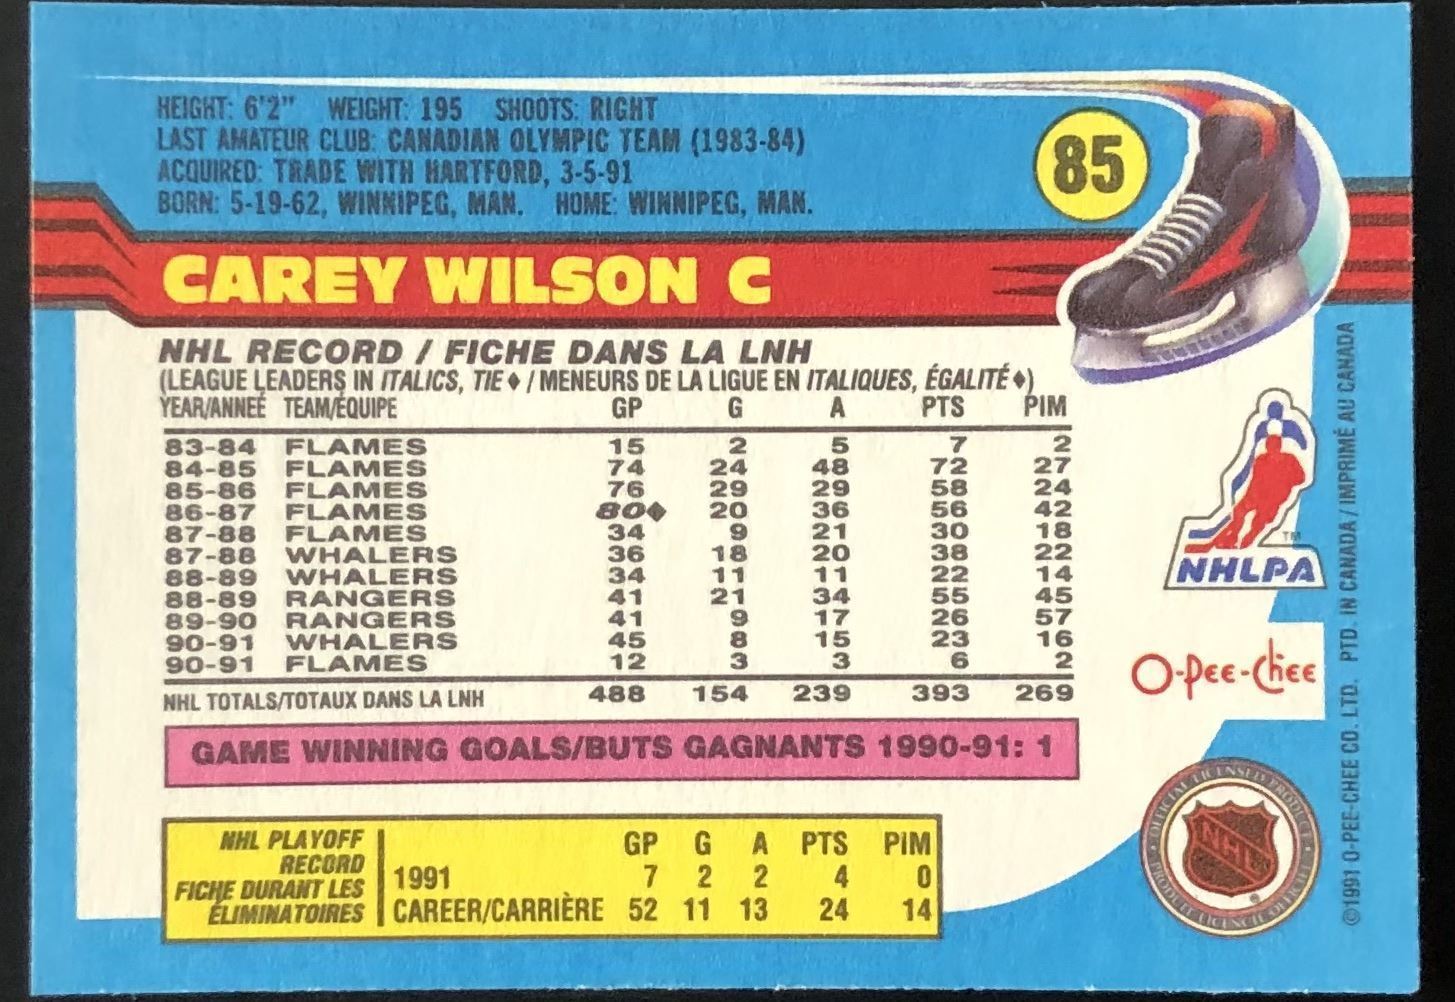 HEIGHT: 6'2" WEIGHT: 195 SHOOTS: RIGHT
LAST AMATEUR CLUB: CANADIAN OLYMPIC TEAM (1983-84)
ACQUIRED: TRADE WITH HARTFORD, 3-5-91
BORN: 5-19-62, WINNIPEG, MAN. HOME: WINNIPEG, MAN.
85
CAREY WILSON C
NHL RECORD / FICHE DANS LA LNH
(LEAGUE LEADERS IN ITALICS, TIE ♦ / MENEURS DE LA LIGUE EN ITALIQUES, ÉGALITÉ ♦)
YEAR/ANNEÉ TEAM/ÉQUIPE GP G A PTS PIM
83-84 FLAMES 15 2 5 7 2
84-85 FLAMES 74 24 48 72 27
85-86 FLAMES 76 29 29 58 24
86-87 FLAMES 80♦ 20 36 56 42
87-88 FLAMES 34 9 21 30 18
87-88 WHALERS 36 18 20 38 22
88-89 WHALERS 34 11 11 22 14
88-89 RANGERS 41 21 34 55 45
89-90 RANGERS 41 9 17 26 57
90-91 WHALERS 45 8 15 23 16
90-91 FLAMES 12 3 3 6 2
NHL TOTALS/TOTAUX DANS LA LNH 488 154 239 393 269
GAME WINNING GOALS/BUTS GAGNANTS 1990-91: 1
NHL PLAYOFF
RECORD
FICHE DURANT LES
ÉLIMINATOIRES
GP G A PTS PIM
1991 7 2 2 4 0
CAREER/CARRIÈRE 52 11 13 24 14
TM
NHLPA
O-Pee-Chee
OFFICIAL LICENSED PRODUCT
NHL
PRODUIT LICENCIÉ OFFICIEL
©1991 O-PEE-CHEE CO. LTD. PTD. IN CANADA / IMPRIMÉ AU CANADA